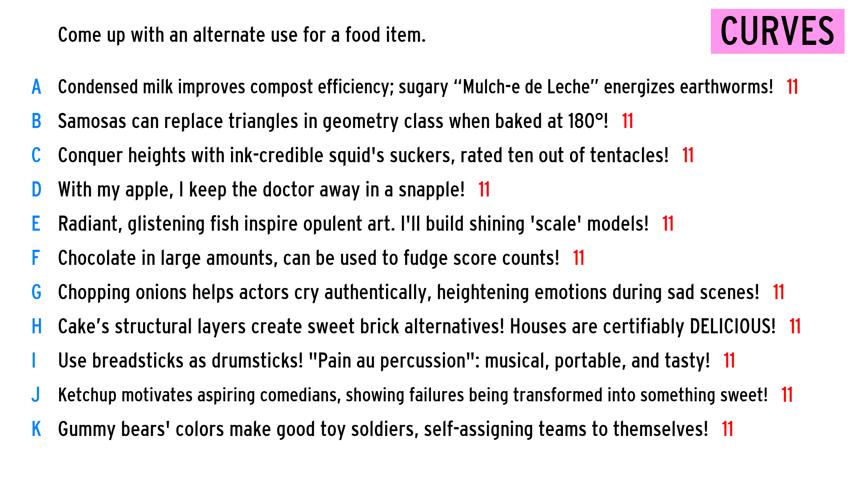 Come up with an alternate use for a food item.
CURVES
A Condensed milk improves compost efficiency; sugary “Mulch-e de Leche” energizes earthworms! 11
B Samosas can replace triangles in geometry class when baked at 180°! 11
C Conquer heights with ink-credible squid's suckers, rated ten out of tentacles! 11
D With my apple, I keep the doctor away in a snapple! 11
E Radiant, glistening fish inspire opulent art. I'll build shining 'scale' models! 11
F Chocolate in large amounts, can be used to fudge score counts! 11
G Chopping onions helps actors cry authentically, heightening emotions during sad scenes! 11
H Cake’s structural layers create sweet brick alternatives! Houses are certifiably DELICIOUS! 11
I Use breadsticks as drumsticks! "Pain au percussion": musical, portable, and tasty! 11
J Ketchup motivates aspiring comedians, showing failures being transformed into something sweet! 11
K Gummy bears' colors make good toy soldiers, self-assigning teams to themselves! 11